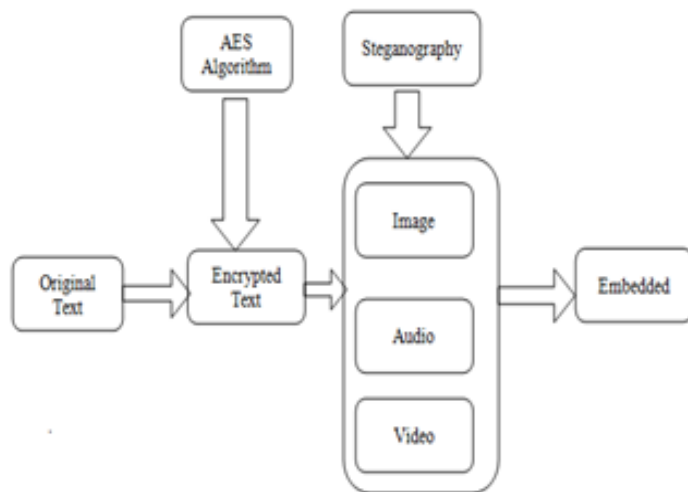 AES
Algorithm
Steganography
Image
Original
Text
Encrypted
Text
Embedded
Audio
Video